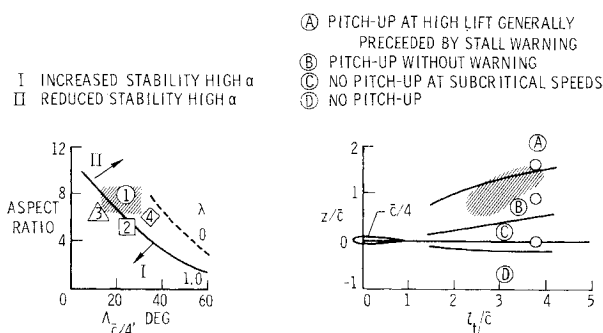 Ⓐ PITCH-UP AT HIGH LIFT GENERALLY
PRECEEDED BY STALL WARNING
Ⓑ PITCH-UP WITHOUT WARNING
Ⓒ NO PITCH-UP AT SUBCRITICAL SPEEDS
Ⓓ NO PITCH-UP
I INCREASED STABILITY HIGH α
II REDUCED STABILITY HIGH α
12
8
4
0
ASPECT
RATIO
II
1
2
3
4
λ
0
1.0
I
20
40
60
Λc̄/4, DEG
2
1
0
-1
z/c̄
c̄/4
A
B
C
D
0
1
2
3
4
5
lt/c̄